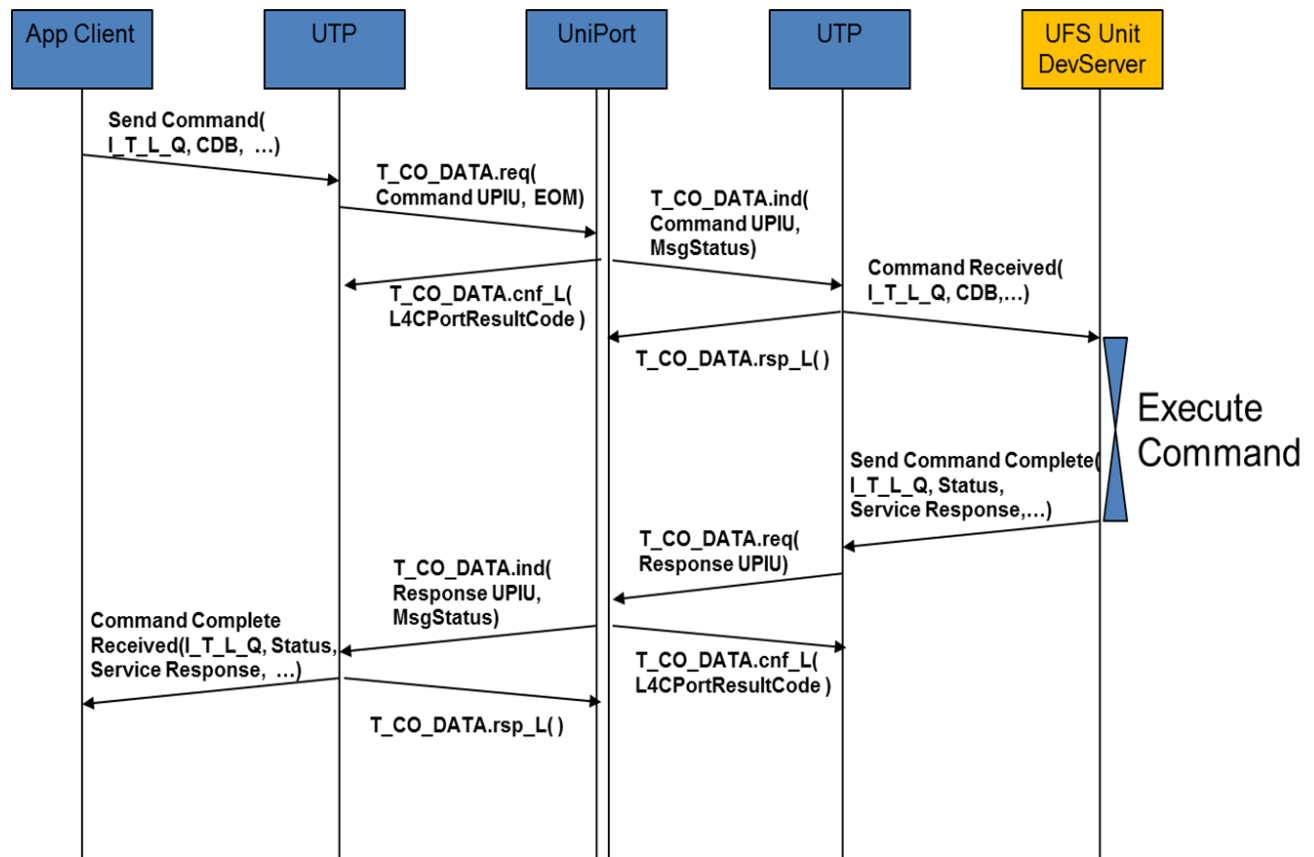 App Client
UTP
UniPort
UTP
UFS Unit
DevServer
Send Command(
I_T_L_Q, CDB, …)
T_CO_DATA.req(
Command UPIU, EOM)
T_CO_DATA.ind(
Command UPIU,
MsgStatus)
Command Received(
I_T_L_Q, CDB,…)
T_CO_DATA.cnf_L(
L4CPortResultCode )
T_CO_DATA.rsp_L( )
Execute
Command
Send Command Complete(
I_T_L_Q, Status,
Service Response,…)
T_CO_DATA.req(
Response UPIU)
T_CO_DATA.ind(
Response UPIU,
MsgStatus)
Command Complete
Received(I_T_L_Q, Status,
Service Response, …)
T_CO_DATA.cnf_L(
L4CPortResultCode )
T_CO_DATA.rsp_L( )